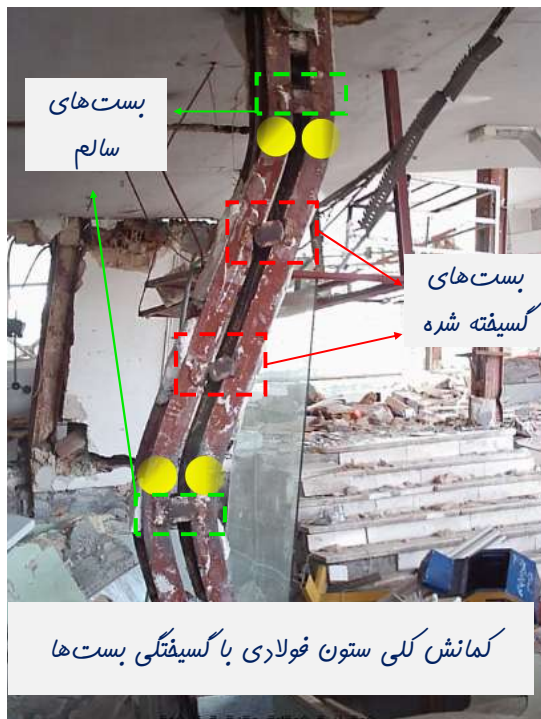 بست‌های
سالم
بست‌های
گسیخته شده
کمانش کلی ستون فولادی با گسیختگی بست‌ها